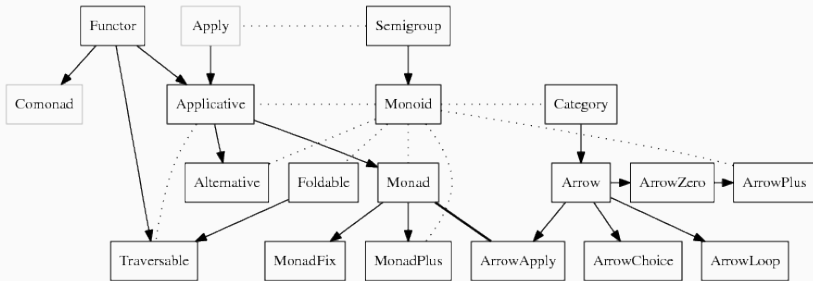 Functor
Apply
Semigroup
Comonad
Applicative
Monoid
Category
Alternative
Foldable
Monad
Arrow
ArrowZero
ArrowPlus
Traversable
MonadFix
MonadPlus
ArrowApply
ArrowChoice
ArrowLoop